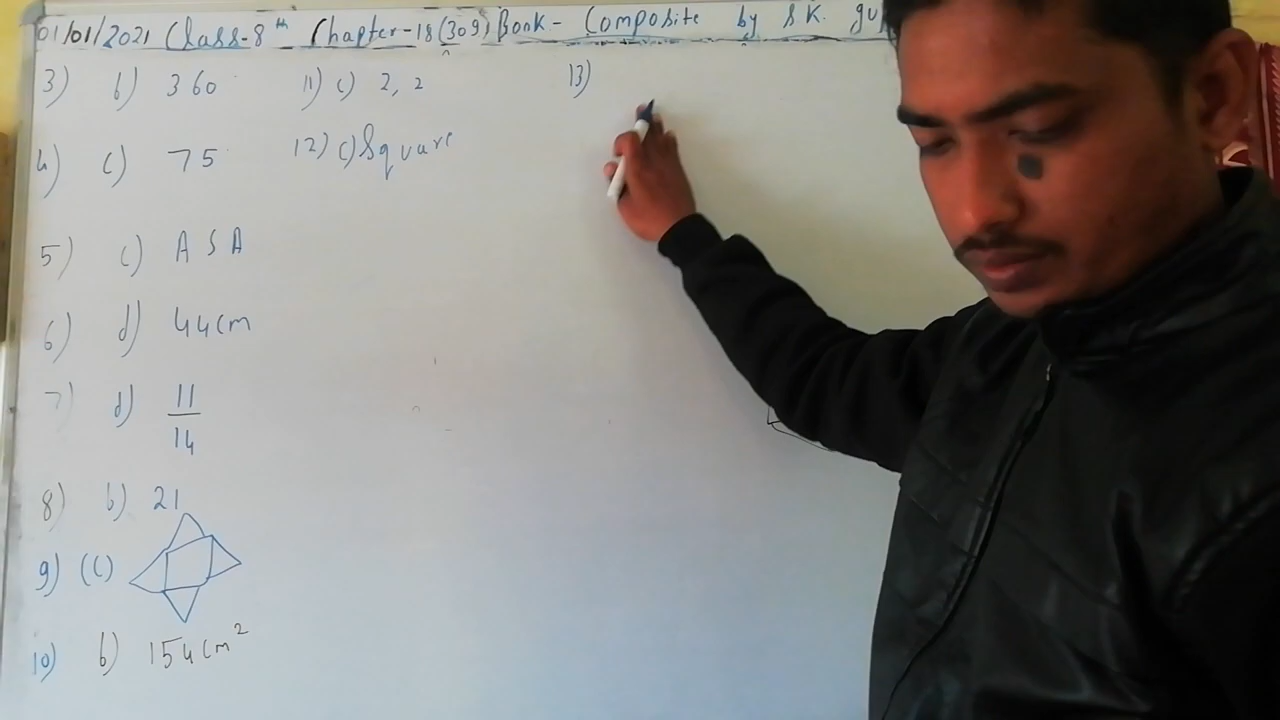 01/01/2021 Class-8th Chapter-18(309) Book- Composite by S.K.
3) b) 360
4) c) 75
5) c) ASA
6) d) 44cm
7) d) 11/14
8) b) 21
9) (c)
10) b) 154cm²
11) c) 2, 2
12) c) Square
13)